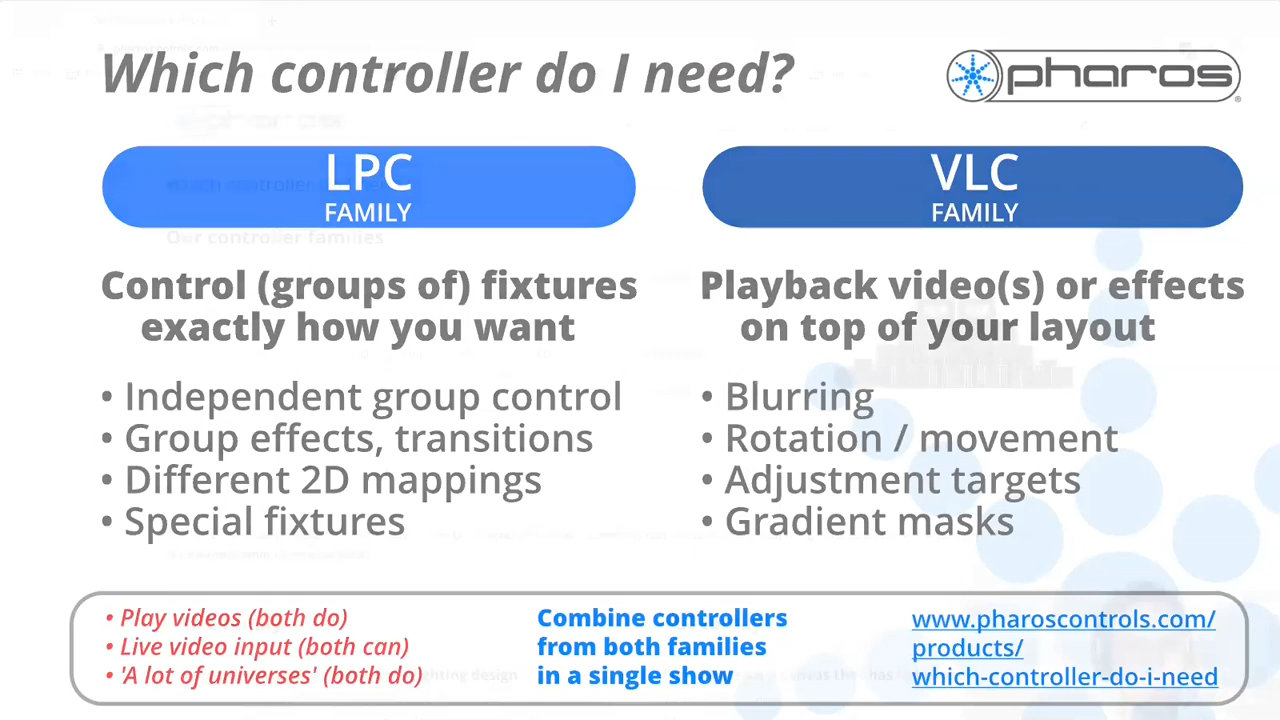 Which controller do I need?
pharos
LPC
FAMILY
VLC
FAMILY
Our controller families
Control (groups of) fixtures
exactly how you want
Playback video(s) or effects
on top of your layout
• Independent group control
• Group effects, transitions
• Different 2D mappings
• Special fixtures
• Blurring
• Rotation / movement
• Adjustment targets
• Gradient masks
• Play videos (both do)
• Live video input (both can)
• 'A lot of universes' (both do)
Combine controllers
from both families
in a single show
www.pharoscontrols.com/
products/
which-controller-do-i-need